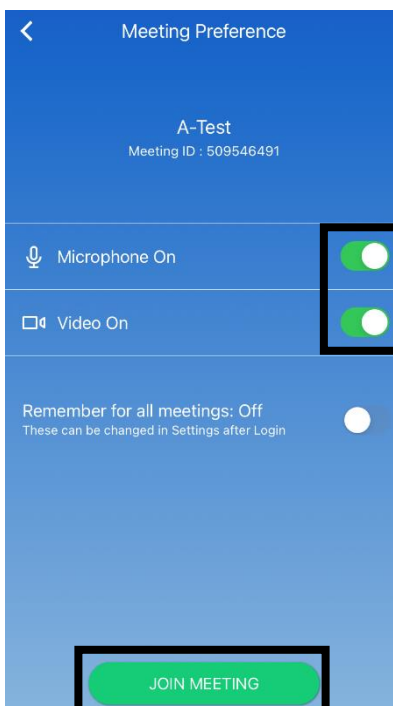 Meeting Preference
A-Test
Meeting ID : 509546491
Microphone On
Video On
Remember for all meetings: Off
These can be changed in Settings after Login
JOIN MEETING